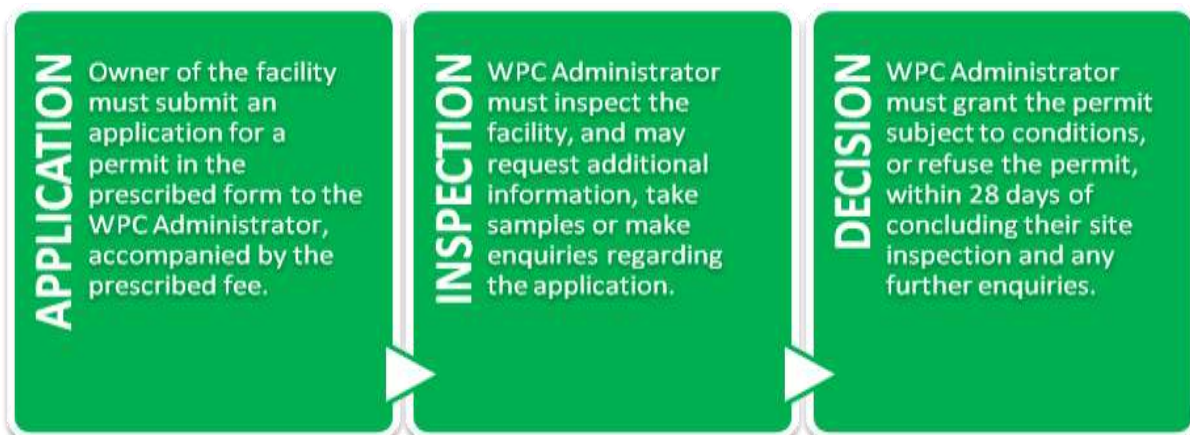 APPLICATION
Owner of the facility
must submit an
application for a
permit in the
prescribed form to the
WPC Administrator,
accompanied by the
prescribed fee.
INSPECTION
WPC Administrator
must inspect the
facility, and may
request additional
information, take
samples or make
enquiries regarding
the application.
DECISION
WPC Administrator
must grant the permit
subject to conditions,
or refuse the permit,
within 28 days of
concluding their site
inspection and any
further enquiries.